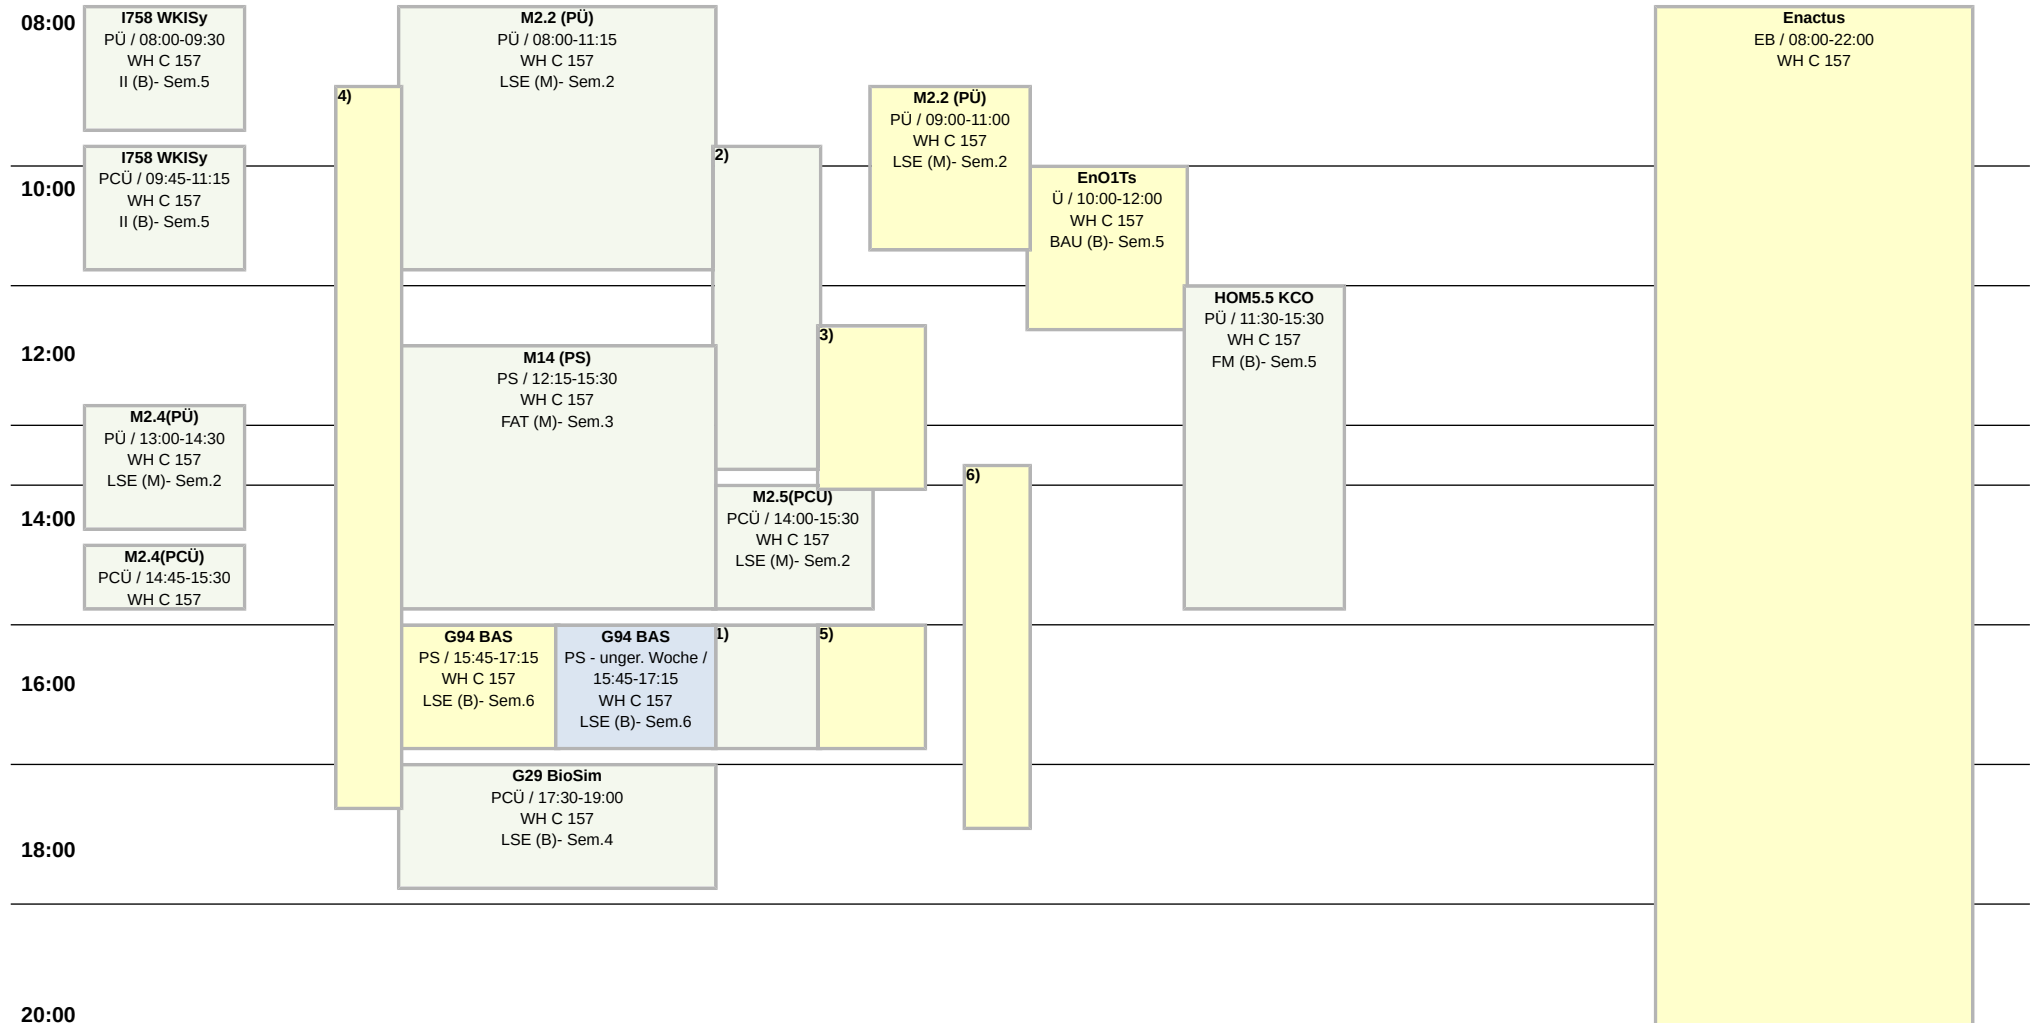 08:00
I758 WKISy
PÜ / 08:00-09:30
WH C 157
II (B)- Sem.5
M2.2 (PÜ)
PÜ / 08:00-11:15
WH C 157
LSE (M)- Sem.2
Enactus
EB / 08:00-22:00
WH C 157
4)
M2.2 (PÜ)
PÜ / 09:00-11:00
WH C 157
LSE (M)- Sem.2
I758 WKISy
PCÜ / 09:45-11:15
WH C 157
II (B)- Sem.5
2)
10:00
EnO1Ts
Ü / 10:00-12:00
WH C 157
BAU (B)- Sem.5
HOM5.5 KCO
PÜ / 11:30-15:30
WH C 157
FM (B)- Sem.5
3)
12:00
M14 (PS)
PS / 12:15-15:30
WH C 157
FAT (M)- Sem.3
M2.4(PÜ)
PÜ / 13:00-14:30
WH C 157
LSE (M)- Sem.2
6)
14:00
M2.5(PCÜ)
PCÜ / 14:00-15:30
WH C 157
LSE (M)- Sem.2
M2.4(PCÜ)
PCÜ / 14:45-15:30
WH C 157
G94 BAS
PS / 15:45-17:15
WH C 157
LSE (B)- Sem.6
G94 BAS
PS - unger. Woche /
15:45-17:15
WH C 157
LSE (B)- Sem.6
1)
5)
16:00
G29 BioSim
PCÜ / 17:30-19:00
WH C 157
LSE (B)- Sem.4
18:00
20:00